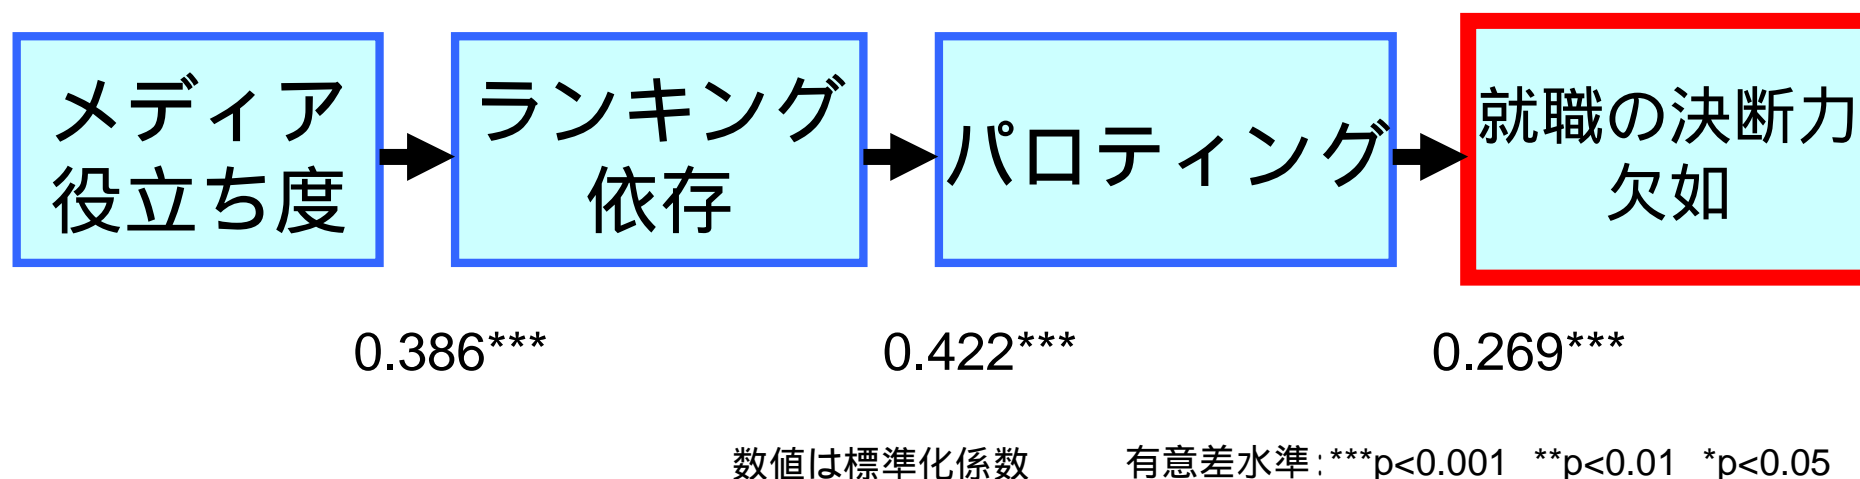 メディア
役立ち度
ランキング
依存
パロティング
就職の決断力
欠如
0.386***
0.422***
0.269***
数値は標準化係数
有意差水準:***p<0.001 **p<0.01 *p<0.05